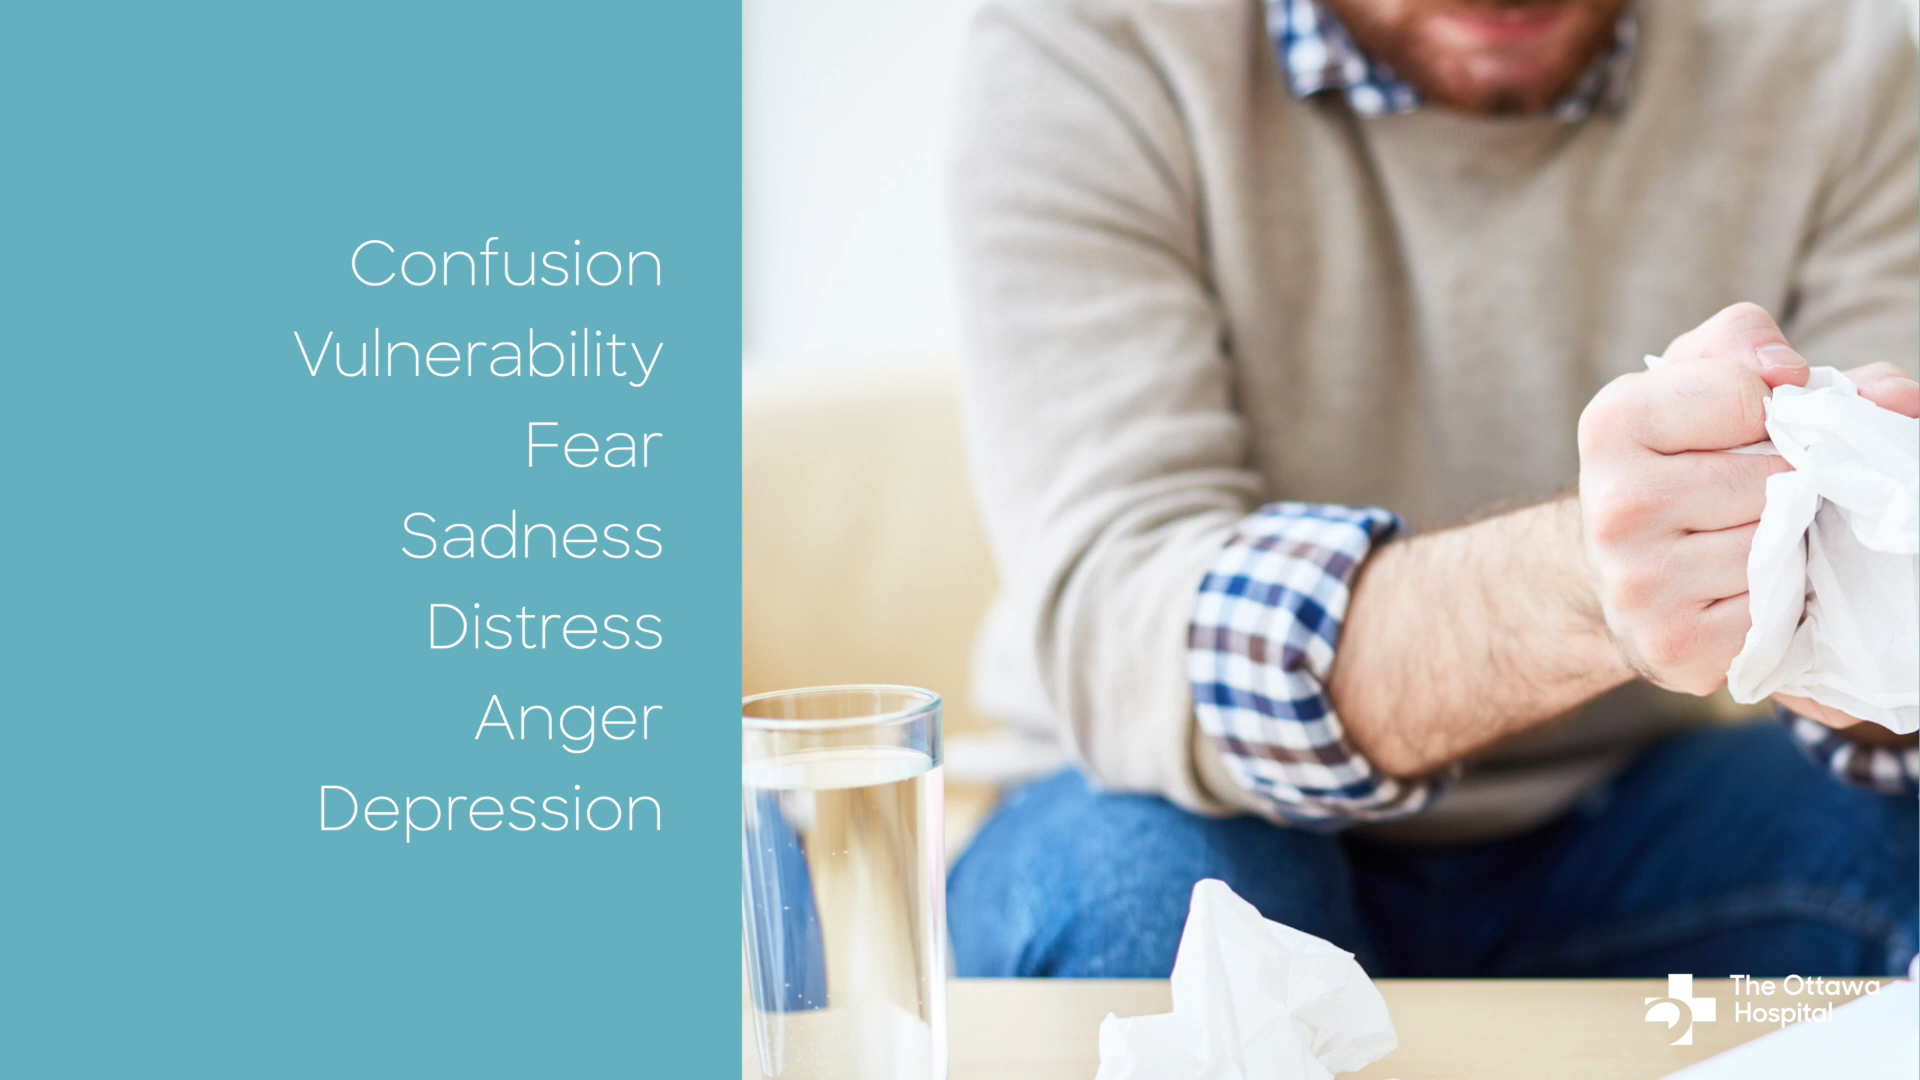 Confusion
Vulnerability
Fear
Sadness
Distress
Anger
Depression
The Ottawa
Hospital